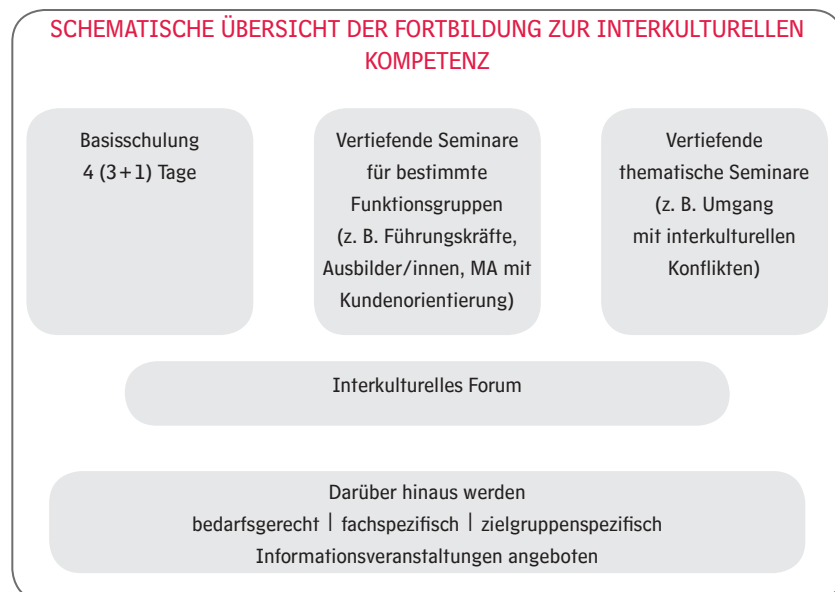 SCHEMATISCHE ÜBERSICHT DER FORTBILDUNG ZUR INTERKULTURELLEN
KOMPETENZ
Basisschulung
4 (3+1) Tage
Vertiefende Seminare
für bestimmte
Funktionsgruppen
(z. B. Führungskräfte,
Ausbilder/innen, MA mit
Kundenorientierung)
Vertiefende
thematische Seminare
(z. B. Umgang
mit interkulturellen
Konflikten)
Interkulturelles Forum
Darüber hinaus werden
bedarfsgerecht | fachspezifisch | zielgruppenspezifisch
Informationsveranstaltungen angeboten